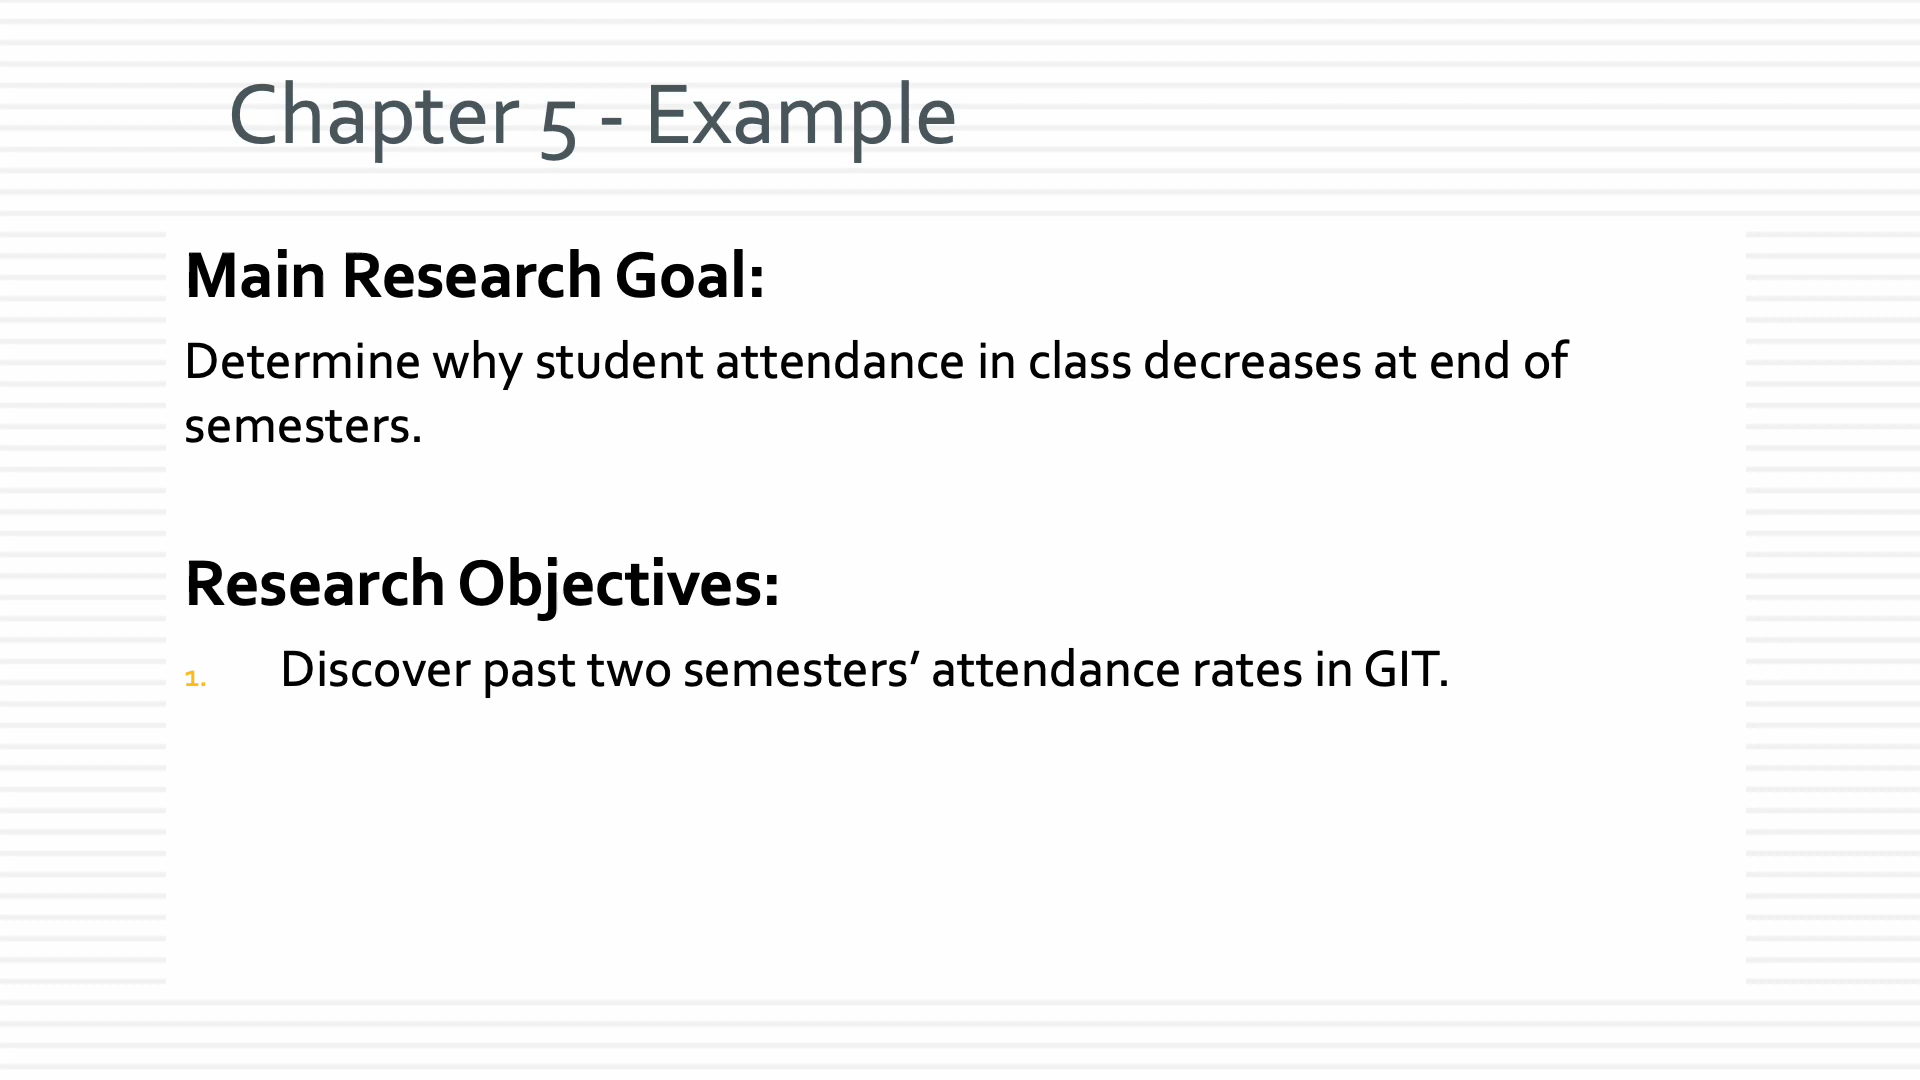 Chapter 5 - Example
Main Research Goal:
Determine why student attendance in class decreases at end of
semesters.
Research Objectives:
1. Discover past two semesters’ attendance rates in GIT.